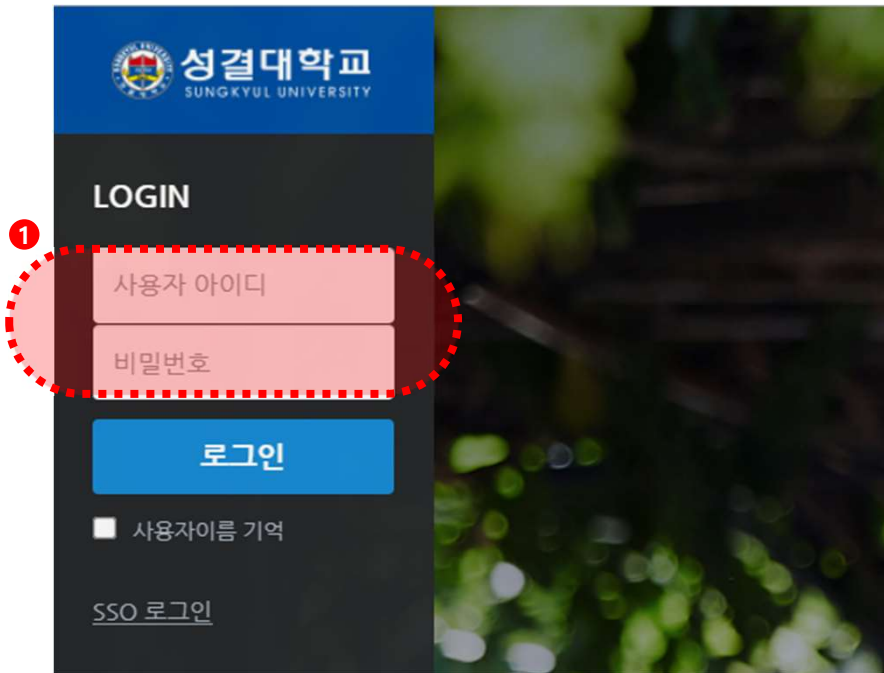 성결대학교
SUNGKYUL UNIVERSITY
LOGIN
1
사용자 아이디
비밀번호
로그인
사용자이름 기억
SSO 로그인